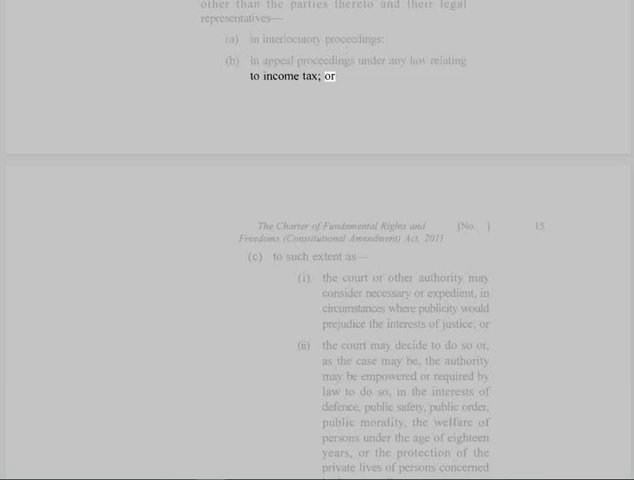 other than the parties thereto and their legal
representatives—
(a) in interlocutory proceedings;
(b) in appeal proceedings under any law relating
to income tax; or
The Charter of Fundamental Rights and [No. ] 15
Freedoms (Constitutional Amendment) Act, 2011
(c) to such extent as—
(i) the court or other authority may
consider necessary or expedient, in
circumstances where publicity would
prejudice the interests of justice; or
(ii) the court may decide to do so or,
as the case may be, the authority
may be empowered or required by
law to do so, in the interests of
defence, public safety, public order,
public morality, the welfare of
persons under the age of eighteen
years, or the protection of the
private lives of persons concerned